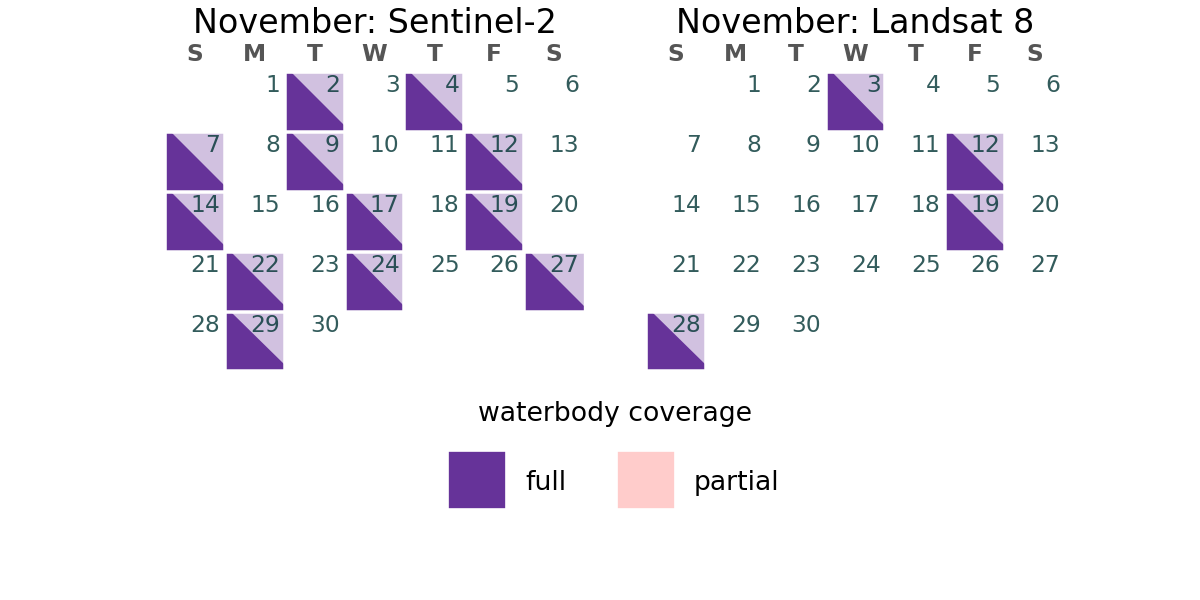 November: Sentinel-2
S M T W T F S
1 2 3 4 5 6
7 8 9 10 11 12 13
14 15 16 17 18 19 20
21 22 23 24 25 26 27
28 29 30
November: Landsat 8
S M T W T F S
1 2 3 4 5 6
7 8 9 10 11 12 13
14 15 16 17 18 19 20
21 22 23 24 25 26 27
28 29 30
waterbody coverage
full partial